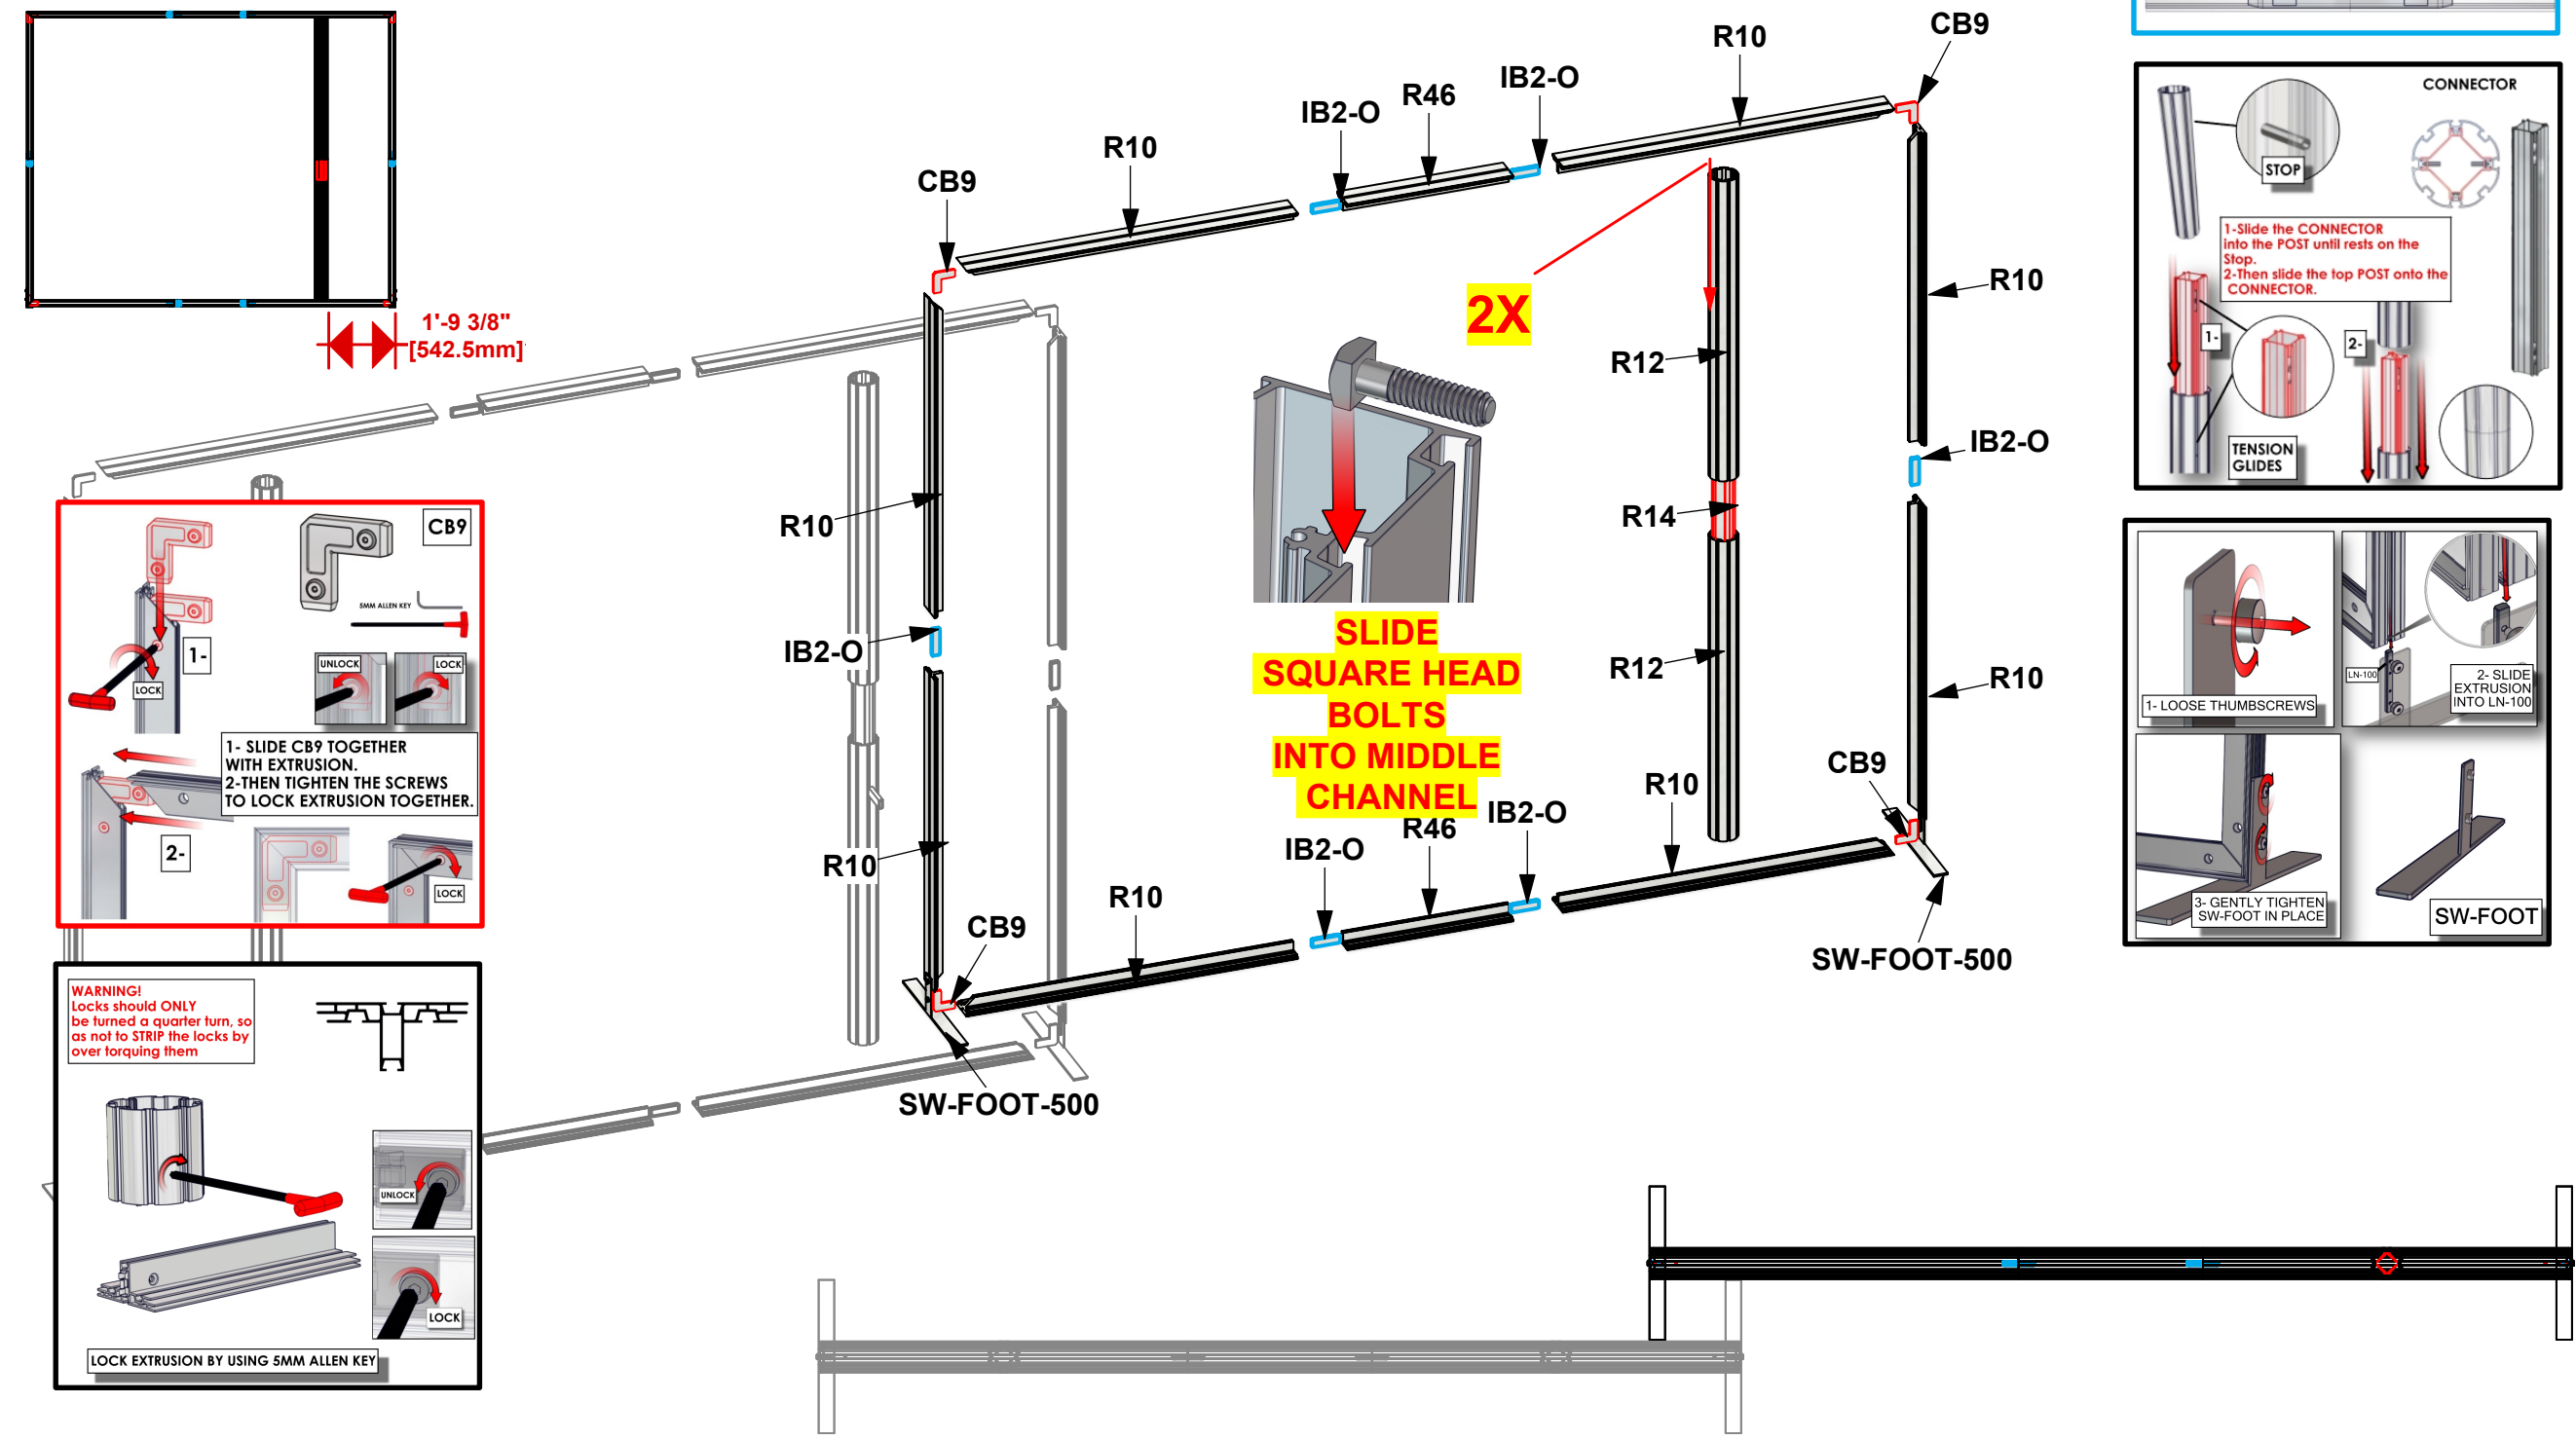 1'-9 3/8"
[542.5mm]
CB9
R10
IB2-O
R46
IB2-O
R10
CB9
R10
IB2-O
R10
R10
IB2-O
R10
2X
R12
R14
R12
SLIDE
SQUARE HEAD
BOLTS
INTO MIDDLE
CHANNEL
CB9
R10
IB2-O
R46
IB2-O
R10
CB9
SW-FOOT-500
SW-FOOT-500
CB9
5MM ALLEN KEY
1-
LOCK
UNLOCK
LOCK
1- SLIDE CB9 TOGETHER
WITH EXTRUSION.
2-THEN TIGHTEN THE SCREWS
TO LOCK EXTRUSION TOGETHER.
2-
LOCK
WARNING!
Locks should ONLY
be turned a quarter turn, so
as not to STRIP the locks by
over torquing them
UNLOCK
LOCK
LOCK EXTRUSION BY USING 5MM ALLEN KEY
CONNECTOR
STOP
1-Slide the CONNECTOR
into the POST until rests on the
Stop.
2-Then slide the top POST onto the
CONNECTOR.
1-
2-
TENSION
GLIDES
1- LOOSE THUMBSCREWS
LN-100
2- SLIDE
EXTRUSION
INTO LN-100
3- GENTLY TIGHTEN
SW-FOOT IN PLACE
SW-FOOT